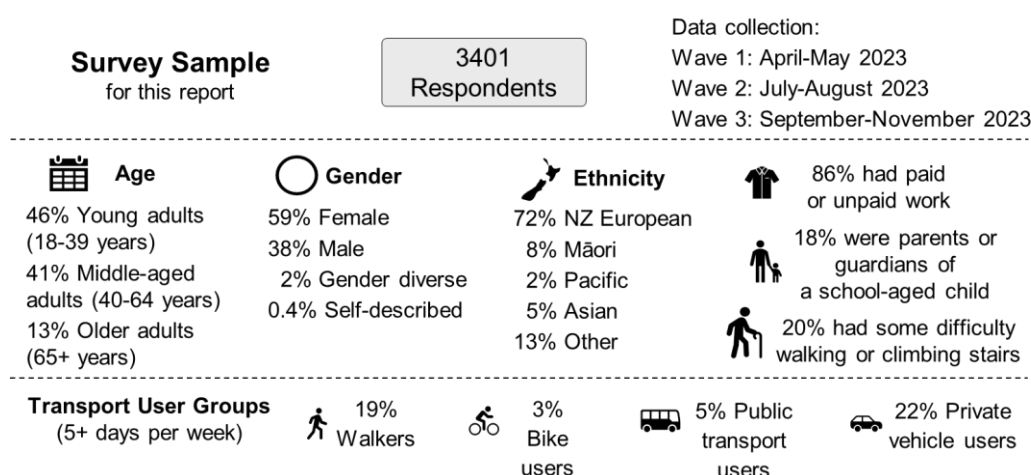 Survey Sample
for this report
3401
Respondents
Data collection:
Wave 1: April-May 2023
Wave 2: July-August 2023
Wave 3: September-November 2023
Age
46% Young adults
(18-39 years)
41% Middle-aged
adults (40-64 years)
13% Older adults
(65+ years)
Gender
59% Female
38% Male
2% Gender diverse
0.4% Self-described
Ethnicity
72% NZ European
8% Māori
2% Pacific
5% Asian
13% Other
86% had paid
or unpaid work
18% were parents or
guardians of
a school-aged child
20% had some difficulty
walking or climbing stairs
Transport User Groups
(5+ days per week)
19%
Walkers
3%
Bike
users
5% Public
transport
users
22% Private
vehicle users